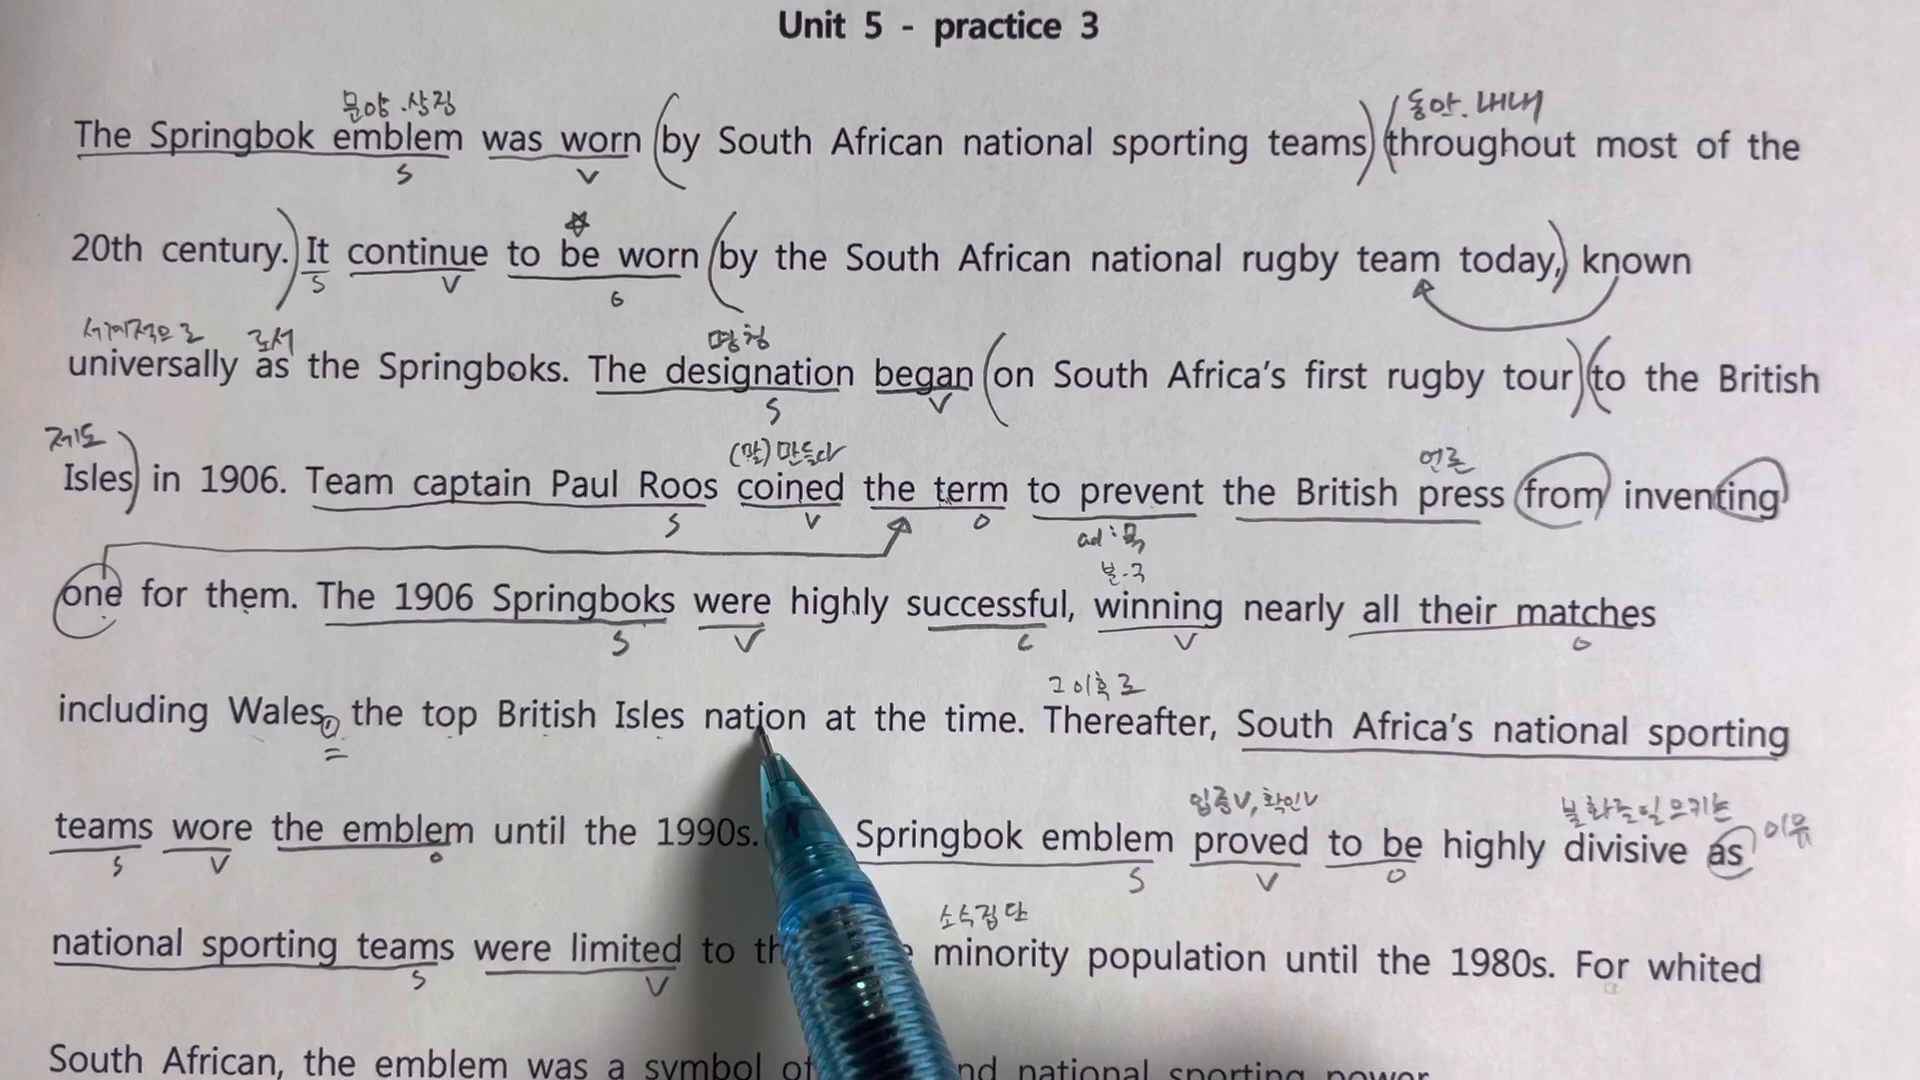 Unit 5 - practice 3
문양.상징 동안.내내
The Springbok emblem was worn (by South African national sporting teams) (throughout most of the
S V
20th century.) It continue to be worn (by the South African national rugby team today,) known
S V o
세계적으로 로서 명칭
universally as the Springboks. The designation began (on South Africa's first rugby tour) (to the British
S V
제도 (말)만들다 언론
Isles) in 1906. Team captain Paul Roos coined the term to prevent the British press from inventing
S V O ad:목
분.구
one for them. The 1906 Springboks were highly successful, winning nearly all their matches
S V C V O
그 이후로
including Wales, the top British Isles nation at the time. Thereafter, South Africa's national sporting
=
입증V, 확인V 불화를일으키는 이유
teams wore the emblem until the 1990s. Springbok emblem proved to be highly divisive as
S V O S V O
소수집단
national sporting teams were limited to minority population until the 1980s. For whited
S V
South African, the emblem was a symbol of national sporting power